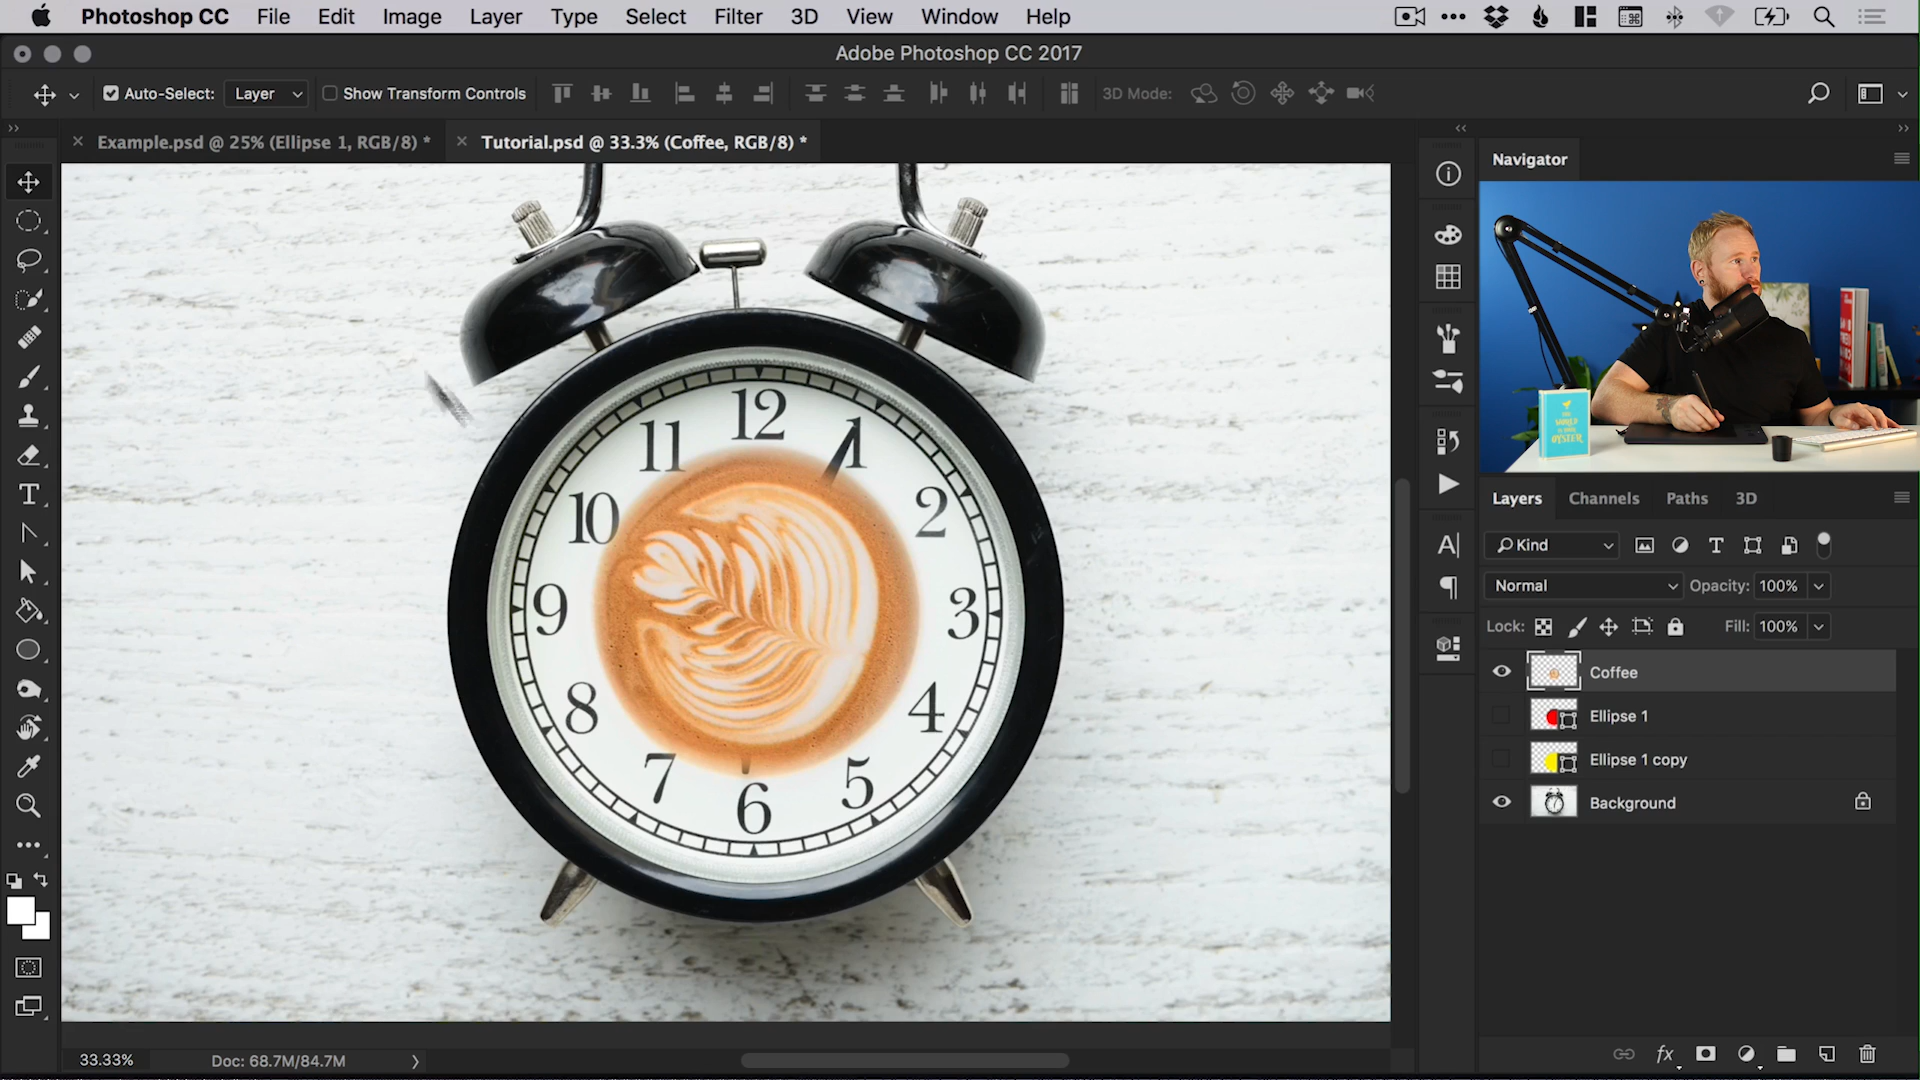 Photoshop CC File Edit Image Layer Type Select Filter 3D View Window Help
Adobe Photoshop CC 2017
Auto-Select: Layer Show Transform Controls 3D Mode:
Example.psd @ 25% (Ellipse 1, RGB/8) * Tutorial.psd @ 33.3% (Coffee, RGB/8) *
Navigator
12
11
1
10
2
9
3
8
4
7
5
6
WORLD
OYSTER
Layers Channels Paths 3D
Kind
Normal Opacity: 100%
Lock: Fill: 100%
Coffee
Ellipse 1
Ellipse 1 copy
Background
33.33% Doc: 68.7M/84.7M